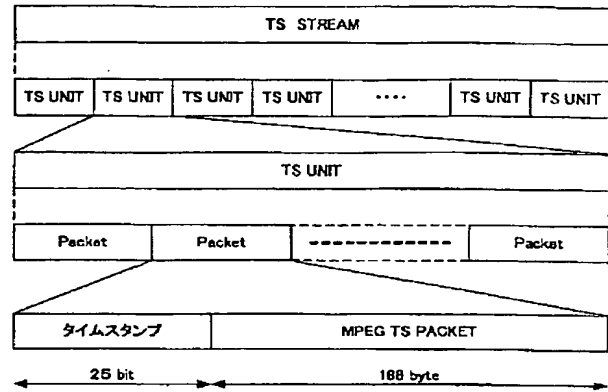 TS STREAM
TS UNIT TS UNIT TS UNIT TS UNIT ···· TS UNIT TS UNIT
TS UNIT
Packet Packet Packet
タイムスタンプ MPEG TS PACKET
25 bit 188 byte